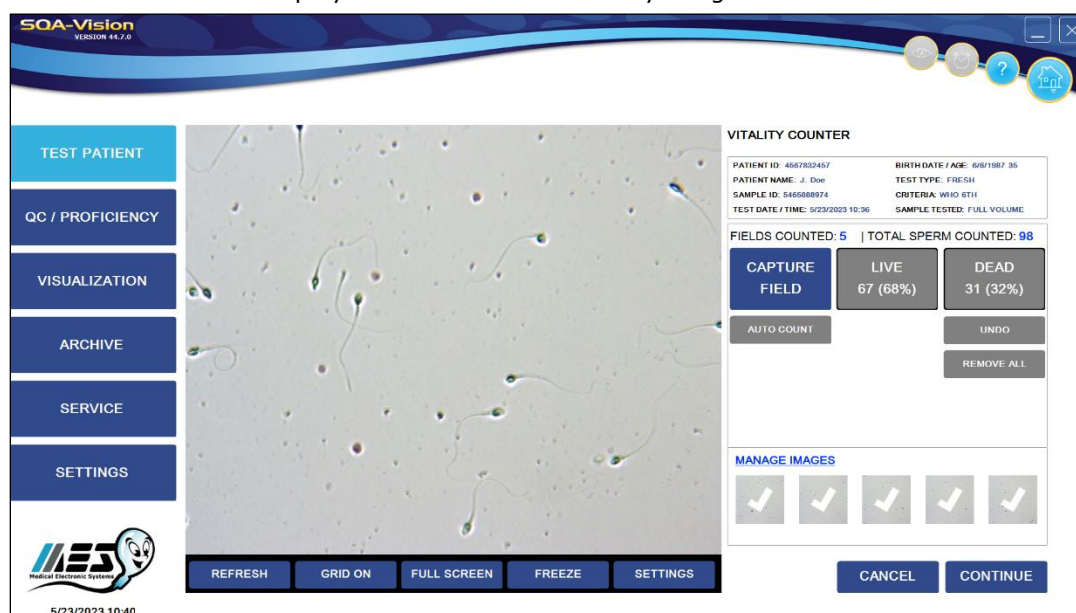 SQA-Vision
VERSION 44.7.0
?
TEST PATIENT
QC / PROFICIENCY
VISUALIZATION
ARCHIVE
SERVICE
SETTINGS
MES
Medical Electronic Systems
5/23/2023 10:40
REFRESH
GRID ON
FULL SCREEN
FREEZE
SETTINGS
VITALITY COUNTER
PATIENT ID: 4567832457 BIRTH DATE / AGE: 6/6/1987 35
PATIENT NAME: J. Doe TEST TYPE: FRESH
SAMPLE ID: 5465888974 CRITERIA: WHO 6TH
TEST DATE / TIME: 5/23/2023 10:36 SAMPLE TESTED: FULL VOLUME
FIELDS COUNTED: 5 | TOTAL SPERM COUNTED: 98
CAPTURE FIELD
LIVE
67 (68%)
DEAD
31 (32%)
AUTO COUNT
UNDO
REMOVE ALL
MANAGE IMAGES
CANCEL
CONTINUE